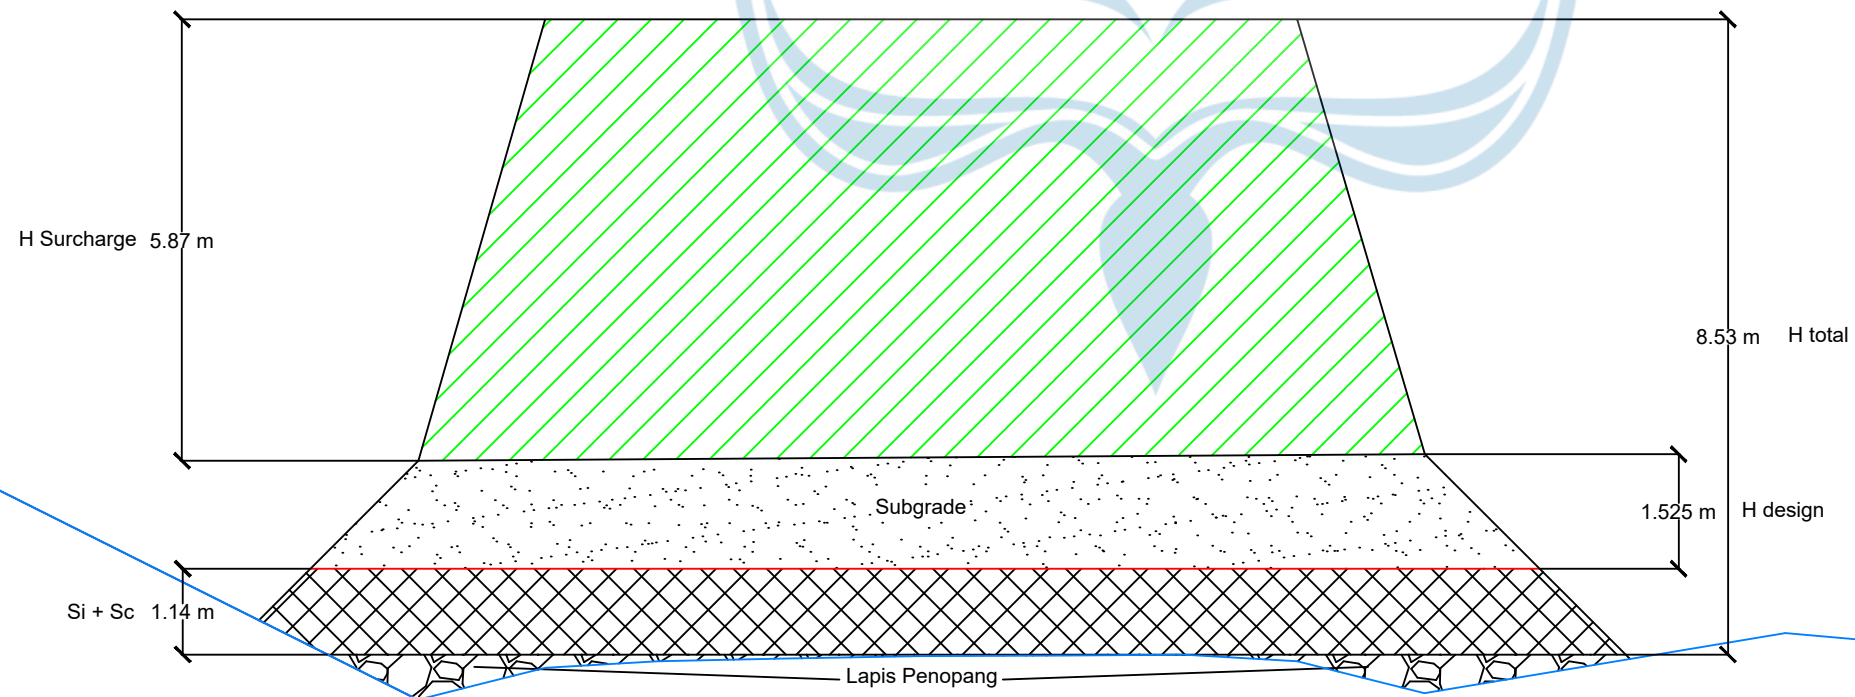 H Surcharge 5.87 m
8.53 m H total
Subgrade
1.525 m H design
Si + Sc 1.14 m
Lapis Penopang